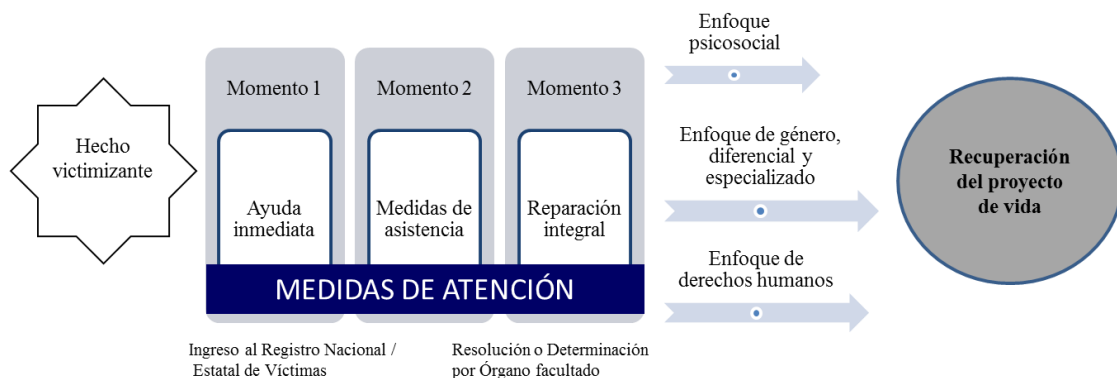 Hecho
victimizante
Momento 1
Ayuda
inmediata
Momento 2
Medidas de
asistencia
Momento 3
Reparación
integral
MEDIDAS DE ATENCIÓN
Ingreso al Registro Nacional /
Estatal de Víctimas
Resolución o Determinación
por Órgano facultado
Enfoque
psicosocial
Enfoque de género,
diferencial y
especializado
Enfoque de
derechos humanos
Recuperación
del proyecto
de vida